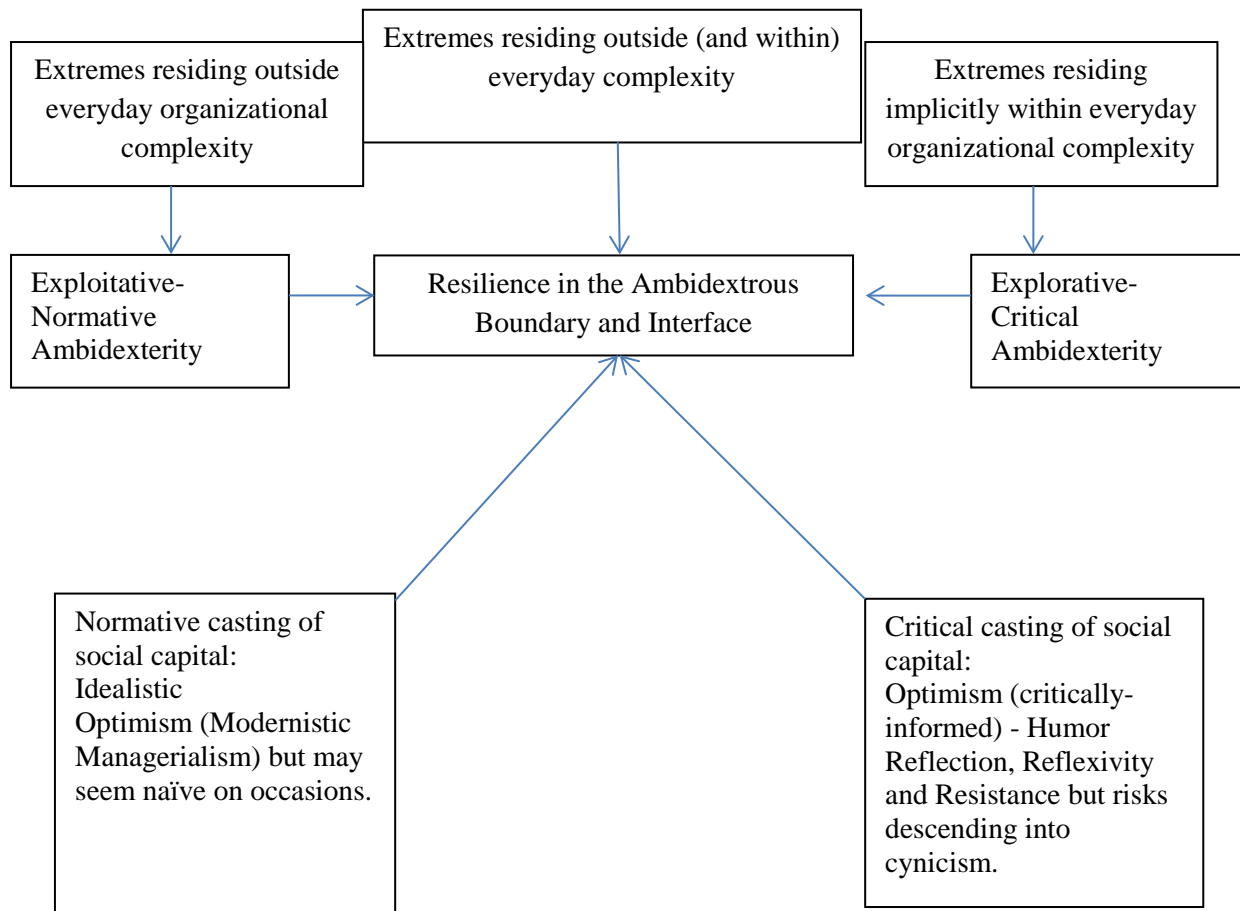 Extremes residing outside
everyday organizational
complexity
Extremes residing outside (and within)
everyday complexity
Extremes residing
implicitly within everyday
organizational complexity
Exploitative-
Normative
Ambidexterity
Resilience in the Ambidextrous
Boundary and Interface
Explorative-
Critical
Ambidexterity
Normative casting of
social capital:
Idealistic
Optimism (Modernistic
Managerialism) but may
seem naïve on occasions.
Critical casting of social
capital:
Optimism (critically-
informed) - Humor
Reflection, Reflexivity
and Resistance but risks
descending into
cynicism.